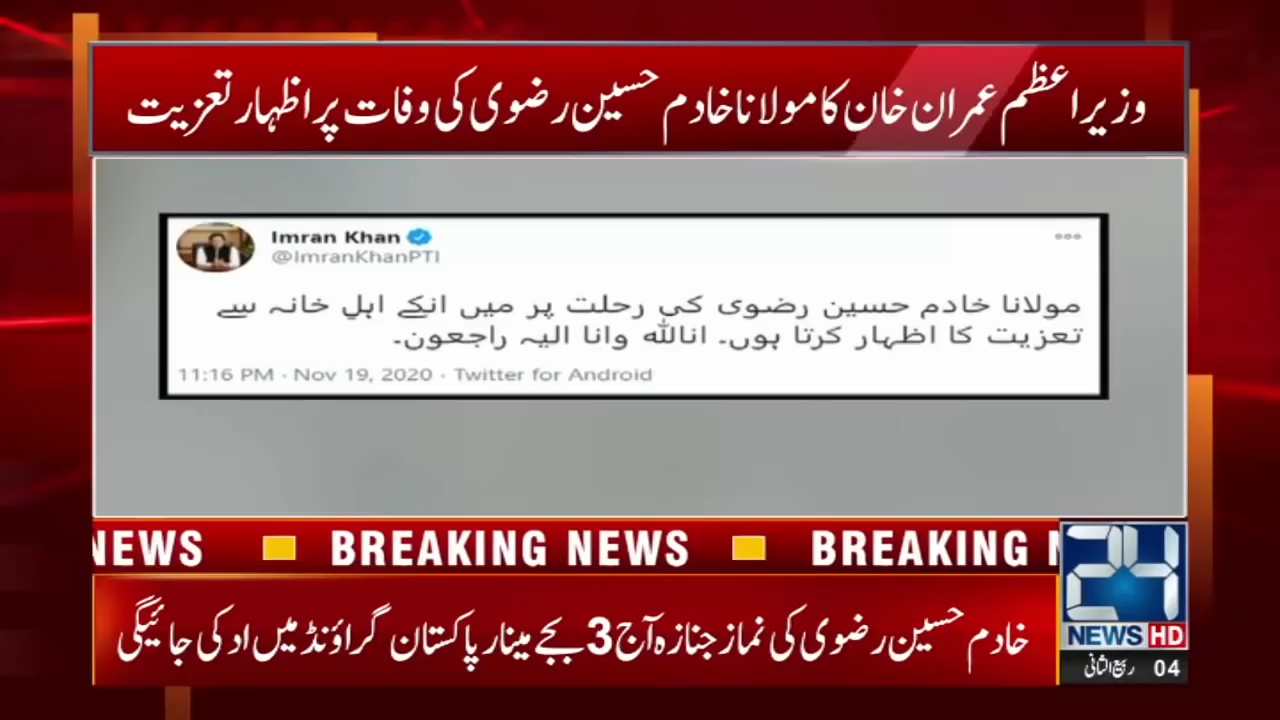 وزیراعظم عمران خان کا مولانا خادم حسین رضوی کی وفات پر اظہار تعزیت
Imran Khan
@ImranKhanPTI
مولانا خادم حسین رضوی کی رحلت پر میں انکے اہلِ خانہ سے
تعزیت کا اظہار کرتا ہوں۔ اناللہ وانا الیہ راجعون۔
11:16 PM · Nov 19, 2020 · Twitter for Android
NEWS BREAKING NEWS BREAKING N
خادم حسین رضوی کی نماز جنازہ آج 3 بجے مینار پاکستان گراؤنڈ میں اد کی جائیگی
24
NEWS HD
04 ربیع الثانی